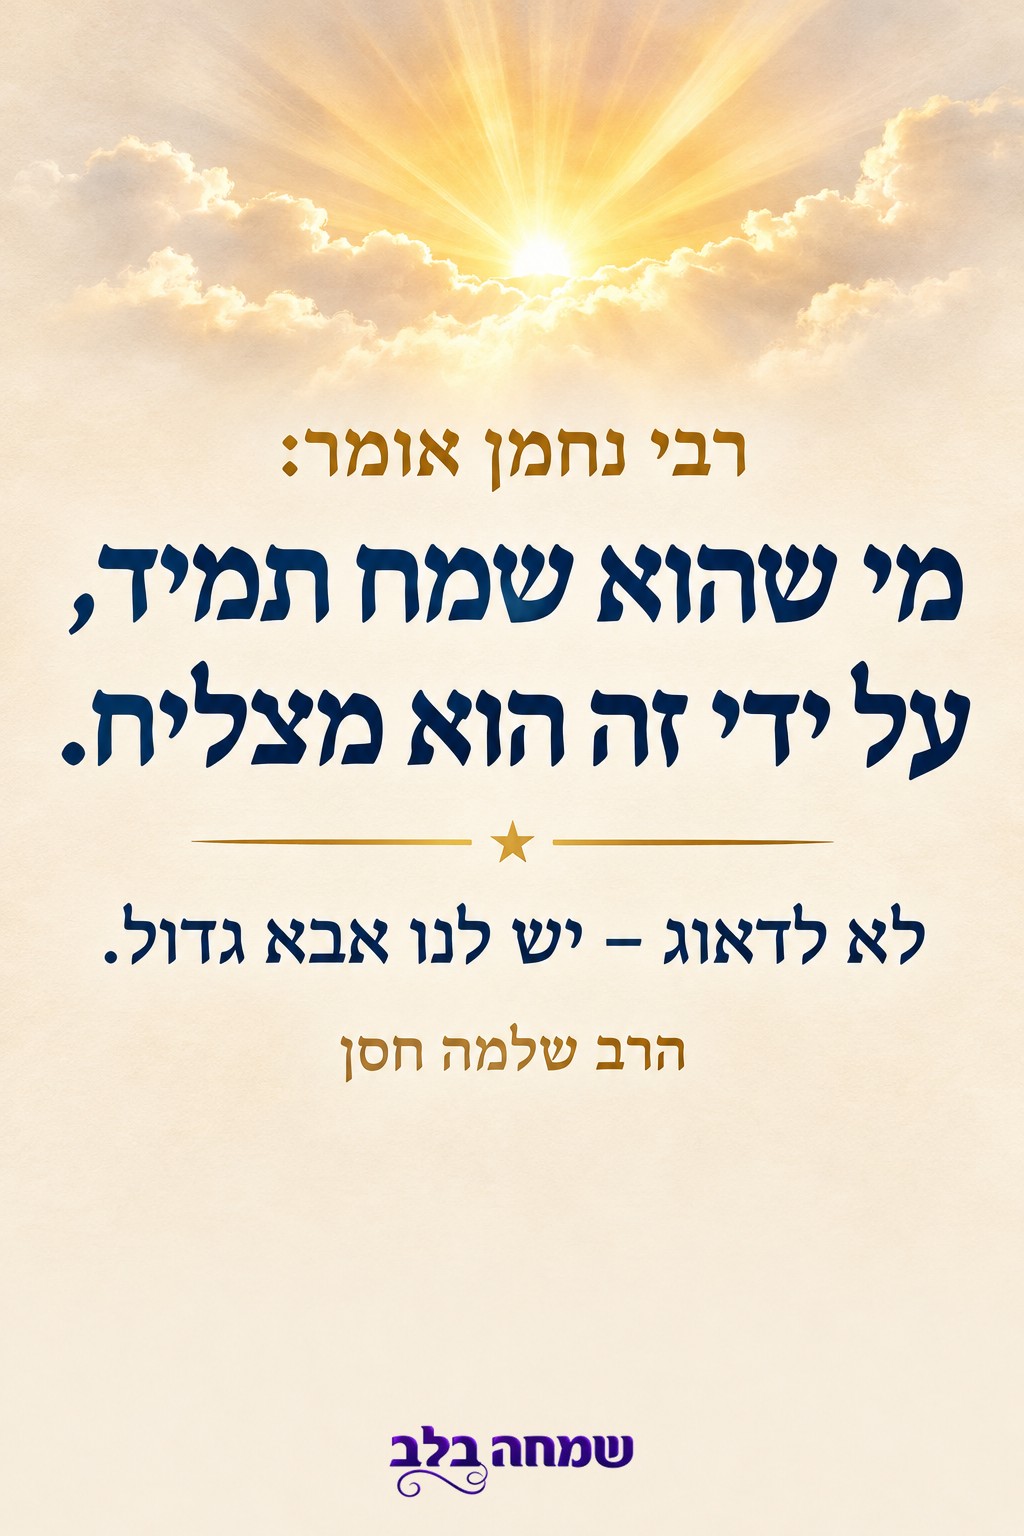 רבי נחמן אומר:
מי שהוא שמח תמיד,
על ידי זה הוא מצליח.
לא לדאוג – יש לנו אבא גדול.
הרב שלמה חסן
שמחה בלב